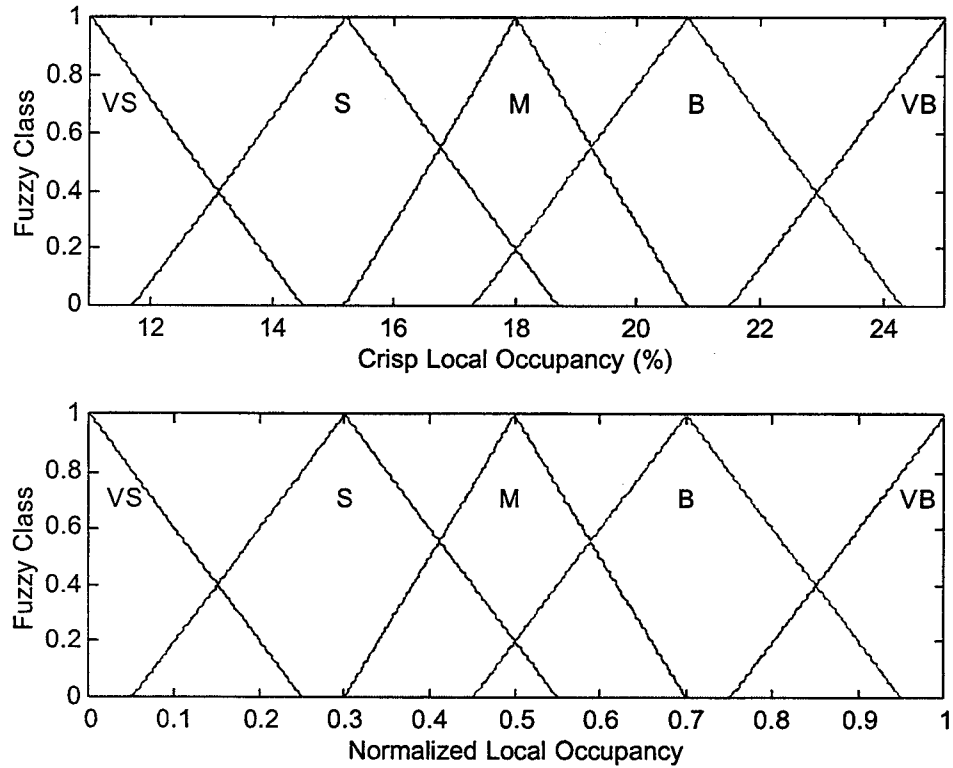 Fuzzy Class
1
0.8
0.6
0.4
0.2
0
VS S M B VB
12 14 16 18 20 22 24
Crisp Local Occupancy (%)
Fuzzy Class
1
0.8
0.6
0.4
0.2
0
VS S M B VB
0 0.1 0.2 0.3 0.4 0.5 0.6 0.7 0.8 0.9 1
Normalized Local Occupancy